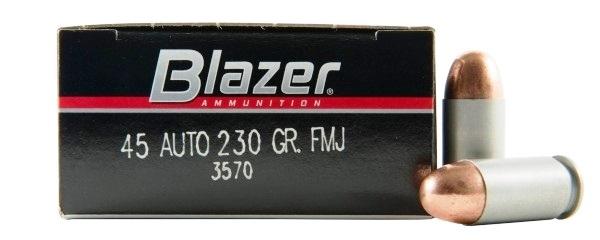 Blazer®
AMMUNITION
45 AUTO 230 GR. FMJ
3570